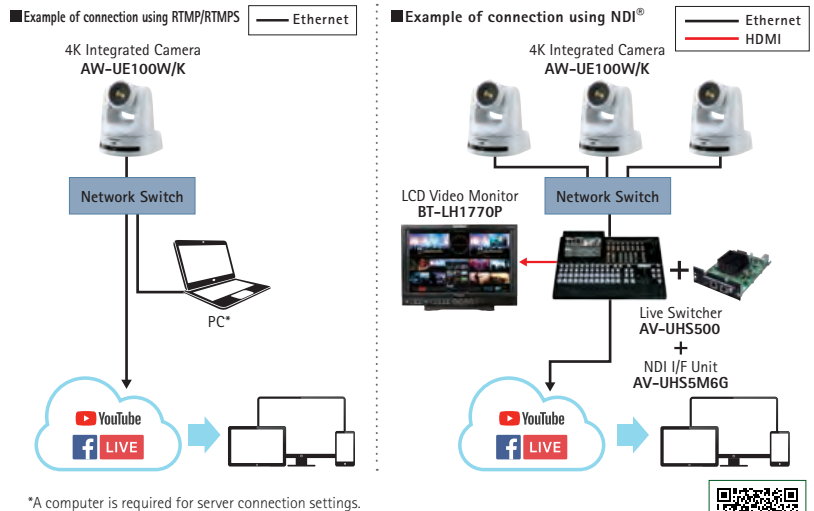 ■Example of connection using RTMP/RTMPS
Ethernet
4K Integrated Camera
AW-UE100W/K
Network Switch
PC*
YouTube
f LIVE
*A computer is required for server connection settings.
■Example of connection using NDI®
Ethernet
HDMI
4K Integrated Camera
AW-UE100W/K
Network Switch
LCD Video Monitor
BT-LH1770P
+
Live Switcher
AV-UHS500
+
NDI I/F Unit
AV-UHS5M6G
YouTube
f LIVE